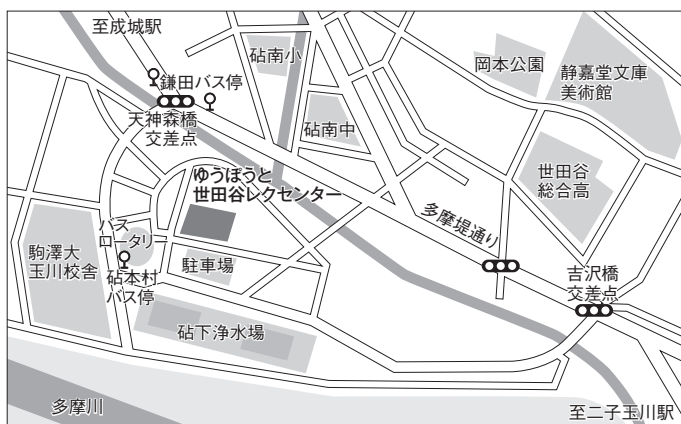 至成城駅
砧南小
岡本公園
静嘉堂文庫
美術館
鎌田バス停
天神森橋
交差点
砧南中
世田谷
総合高
ゆうぽうと
世田谷レクセンター
多摩堤通り
バス
ロータリー
駒澤大
玉川校舎
砧本村
バス停
駐車場
吉沢橋
交差点
砧下浄水場
多摩川
至二子玉川駅